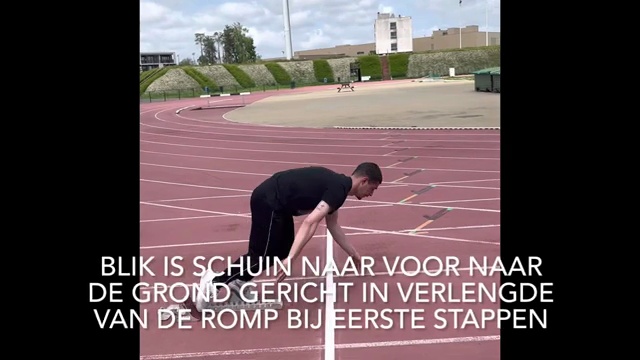 BLIK IS SCHUIN NAAR VOOR NAAR
DE GROND GERICHT IN VERLENGDE
VAN DE ROMP BIJ EERSTE STAPPEN